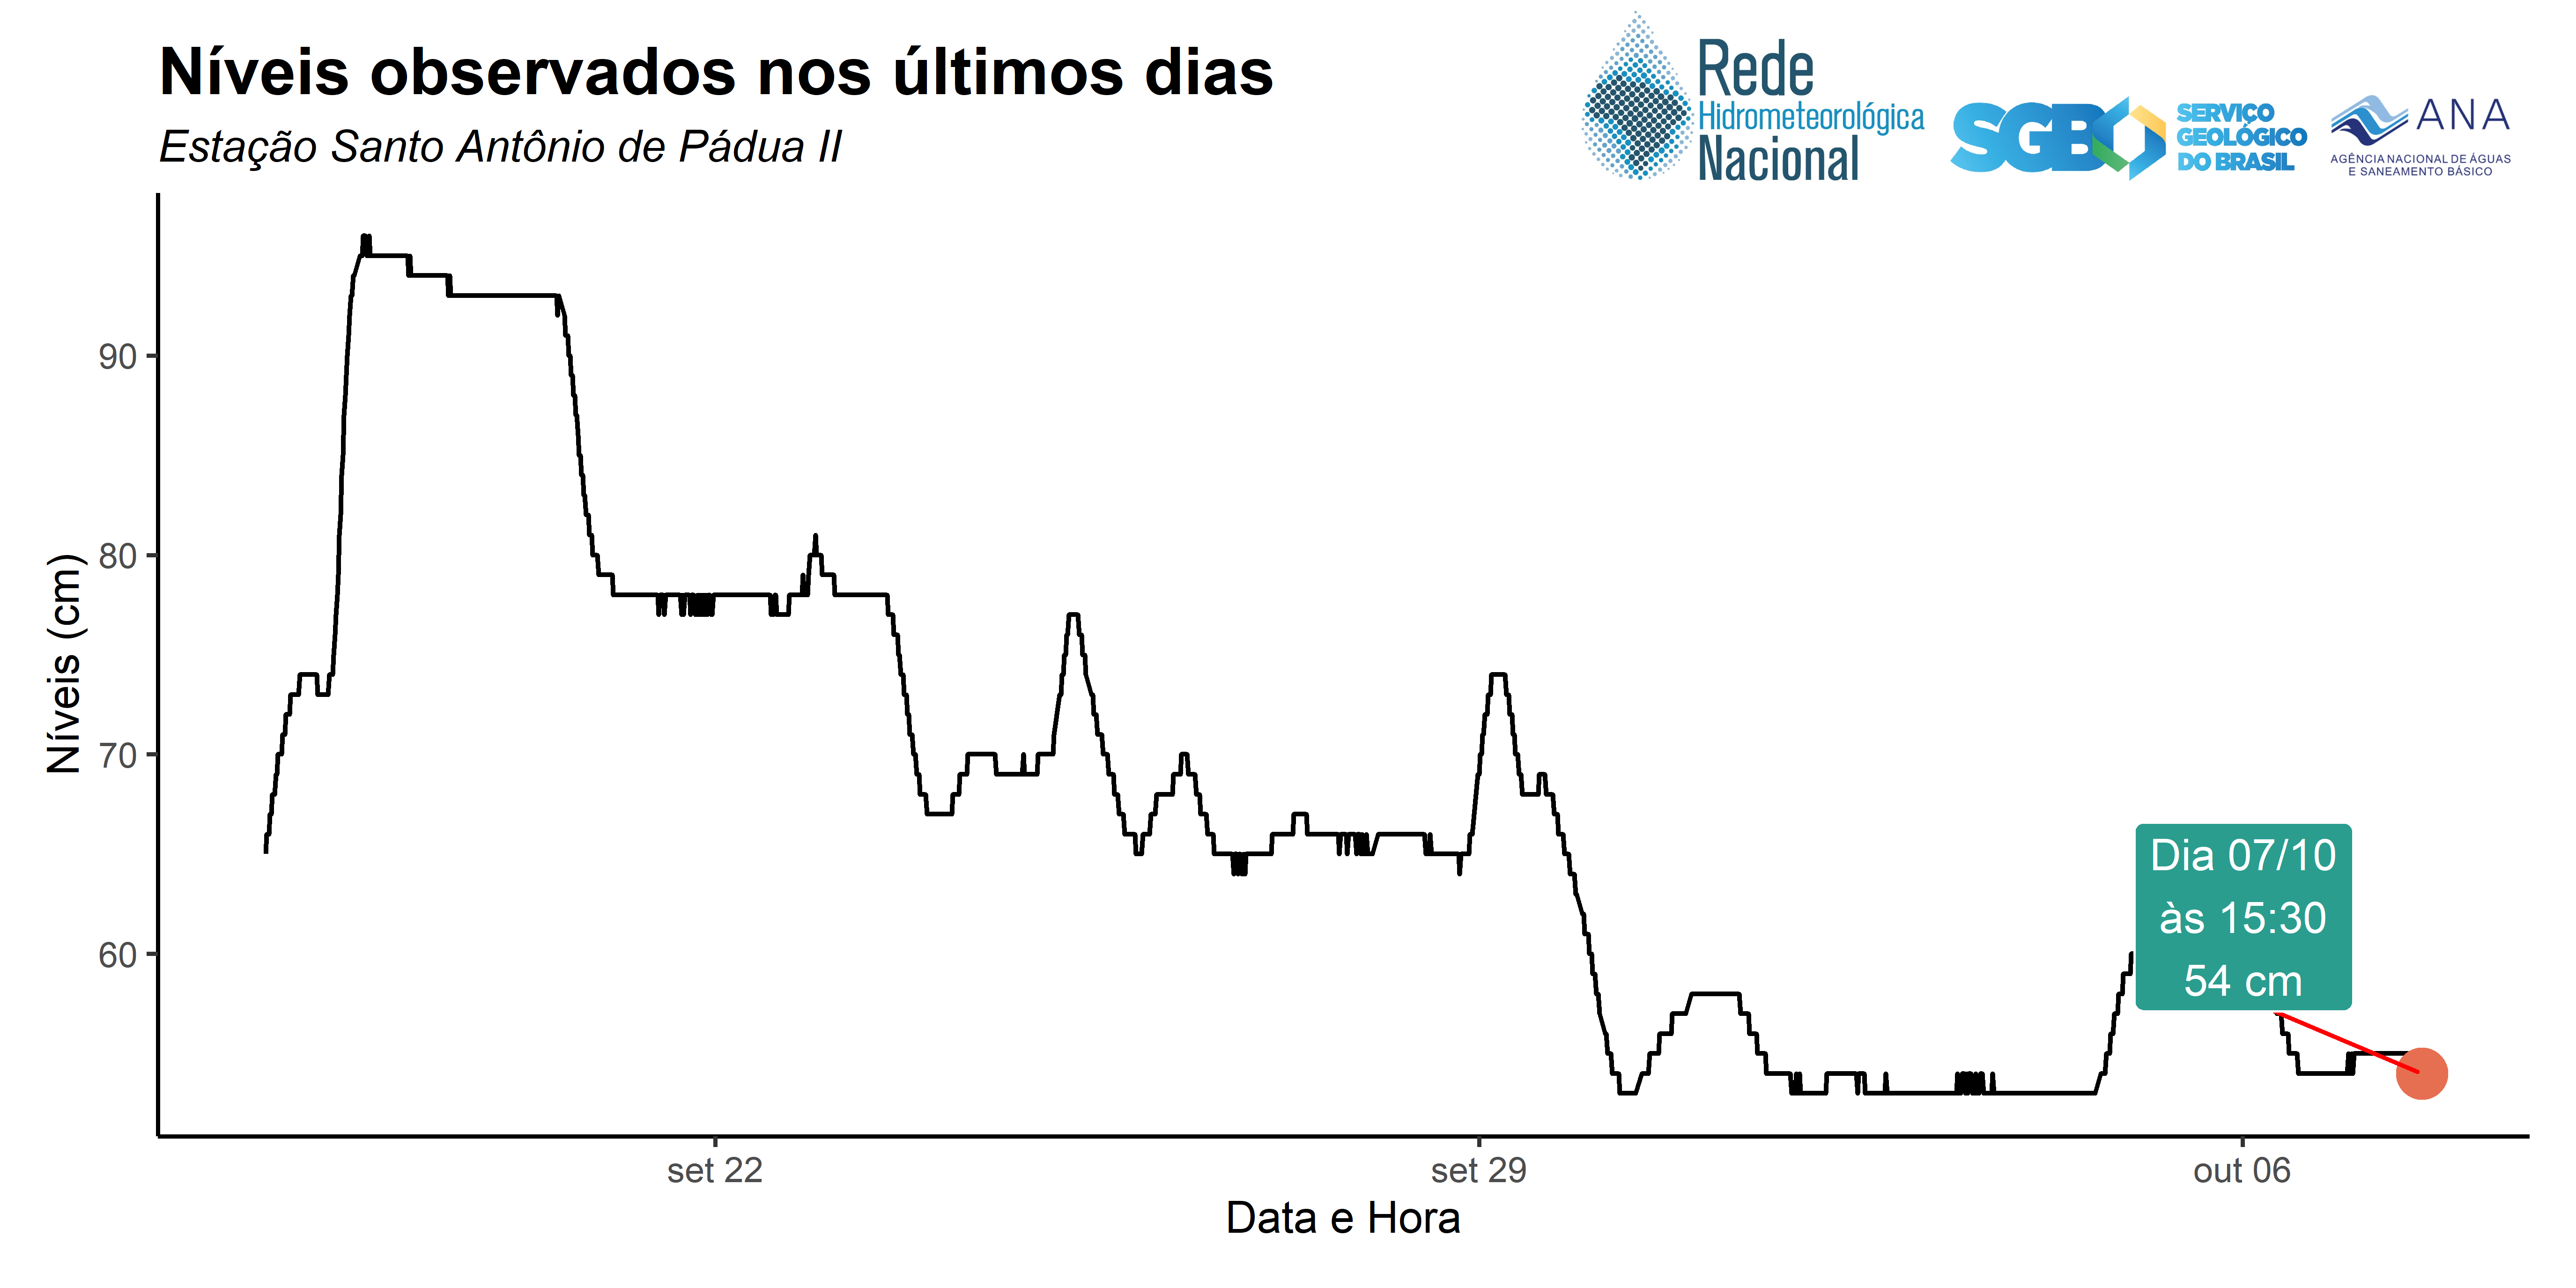 Níveis observados nos últimos dias
Estação Santo Antônio de Pádua II
Rede
Hidrometeorológica
Nacional
SGB
SERVIÇO
GEOLÓGICO
DO BRASIL
ANA
AGÊNCIA NACIONAL DE ÁGUAS
E SANEAMENTO BÁSICO
Níveis (cm)
90
80
70
60
Dia 07/10
às 15:30
54 cm
set 22
set 29
out 06
Data e Hora